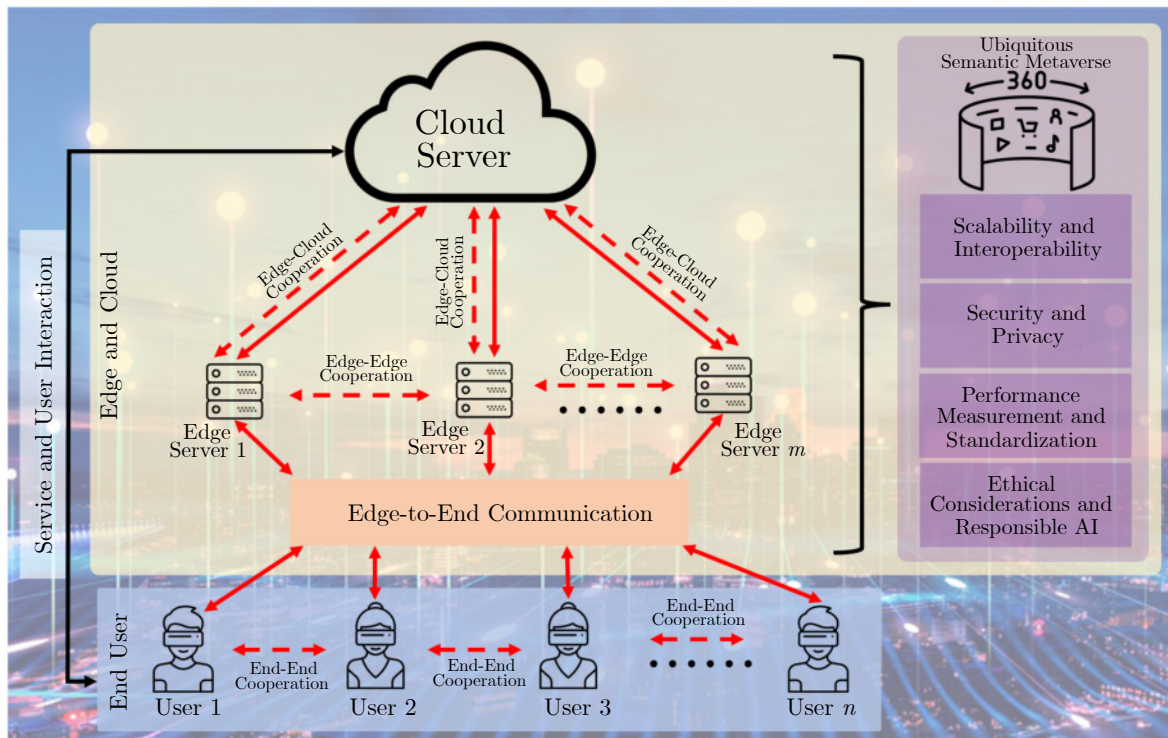 Ubiquitous
Semantic Metaverse
360
Cloud
Server
Scalability and
Interoperability
Security and
Privacy
Performance
Measurement and
Standardization
Ethical
Considerations and
Responsible AI
Service and User Interaction
Edge and Cloud
Edge-Cloud
Cooperation
Edge-Cloud
Cooperation
Edge-Cloud
Cooperation
Edge-Edge
Cooperation
Edge-Edge
Cooperation
Edge
Server 1
Edge
Server 2
Edge
Server m
Edge-to-End Communication
End User
End-End
Cooperation
End-End
Cooperation
End-End
Cooperation
User 1
User 2
User 3
User n